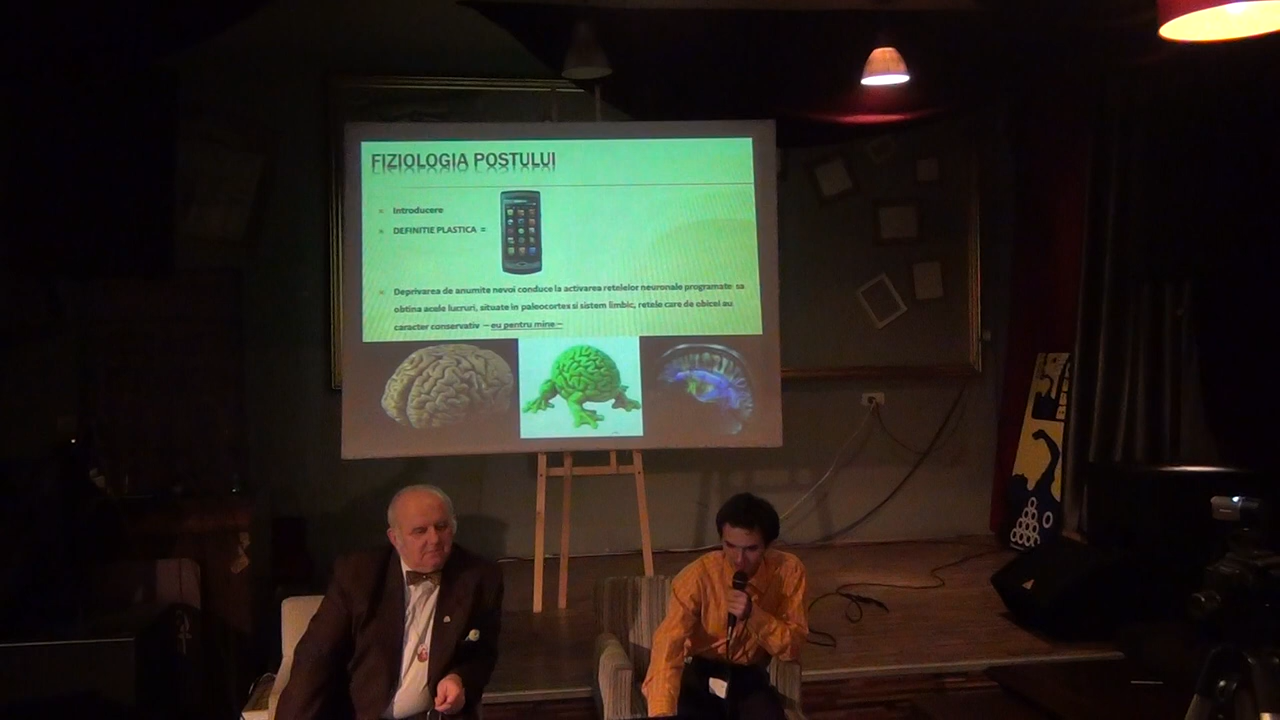 FIZIOLOGIA POSTULUI
Introducere
DEFINITIE PLASTICA =
Deprivarea de anumite nevoi conduce la activarea retelelor neuronale programate sa
obtina acele lucruri, situate in paleocortex si sistem limbic, retele care de obicei au
caracter conservativ – eu pentru mine –